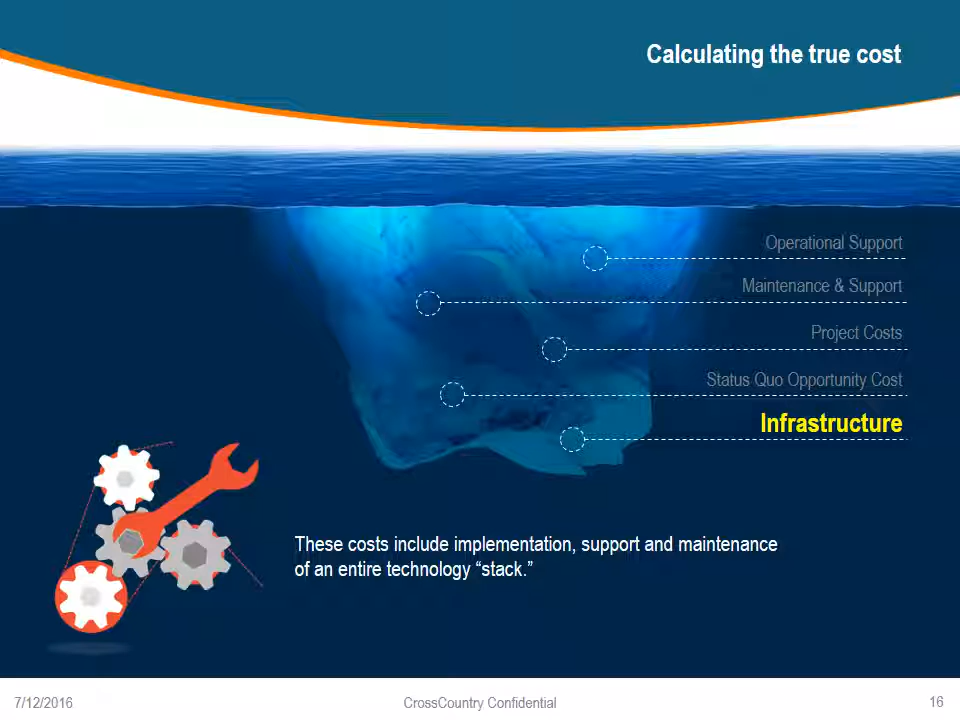 Calculating the true cost
Operational Support
Maintenance & Support
Project Costs
Status Quo Opportunity Cost
Infrastructure
These costs include implementation, support and maintenance
of an entire technology “stack.”
7/12/2016
CrossCountry Confidential
16